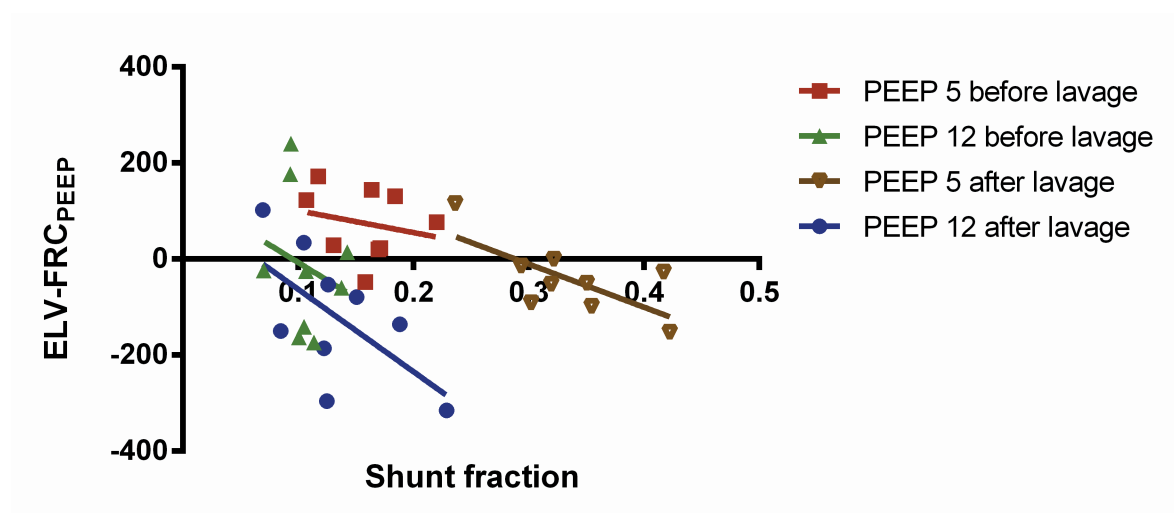 400
200
0
-200
-400
ELV-FRCPEEP
0.1
0.2
0.3
0.4
0.5
Shunt fraction
PEEP 5 before lavage
PEEP 12 before lavage
PEEP 5 after lavage
PEEP 12 after lavage